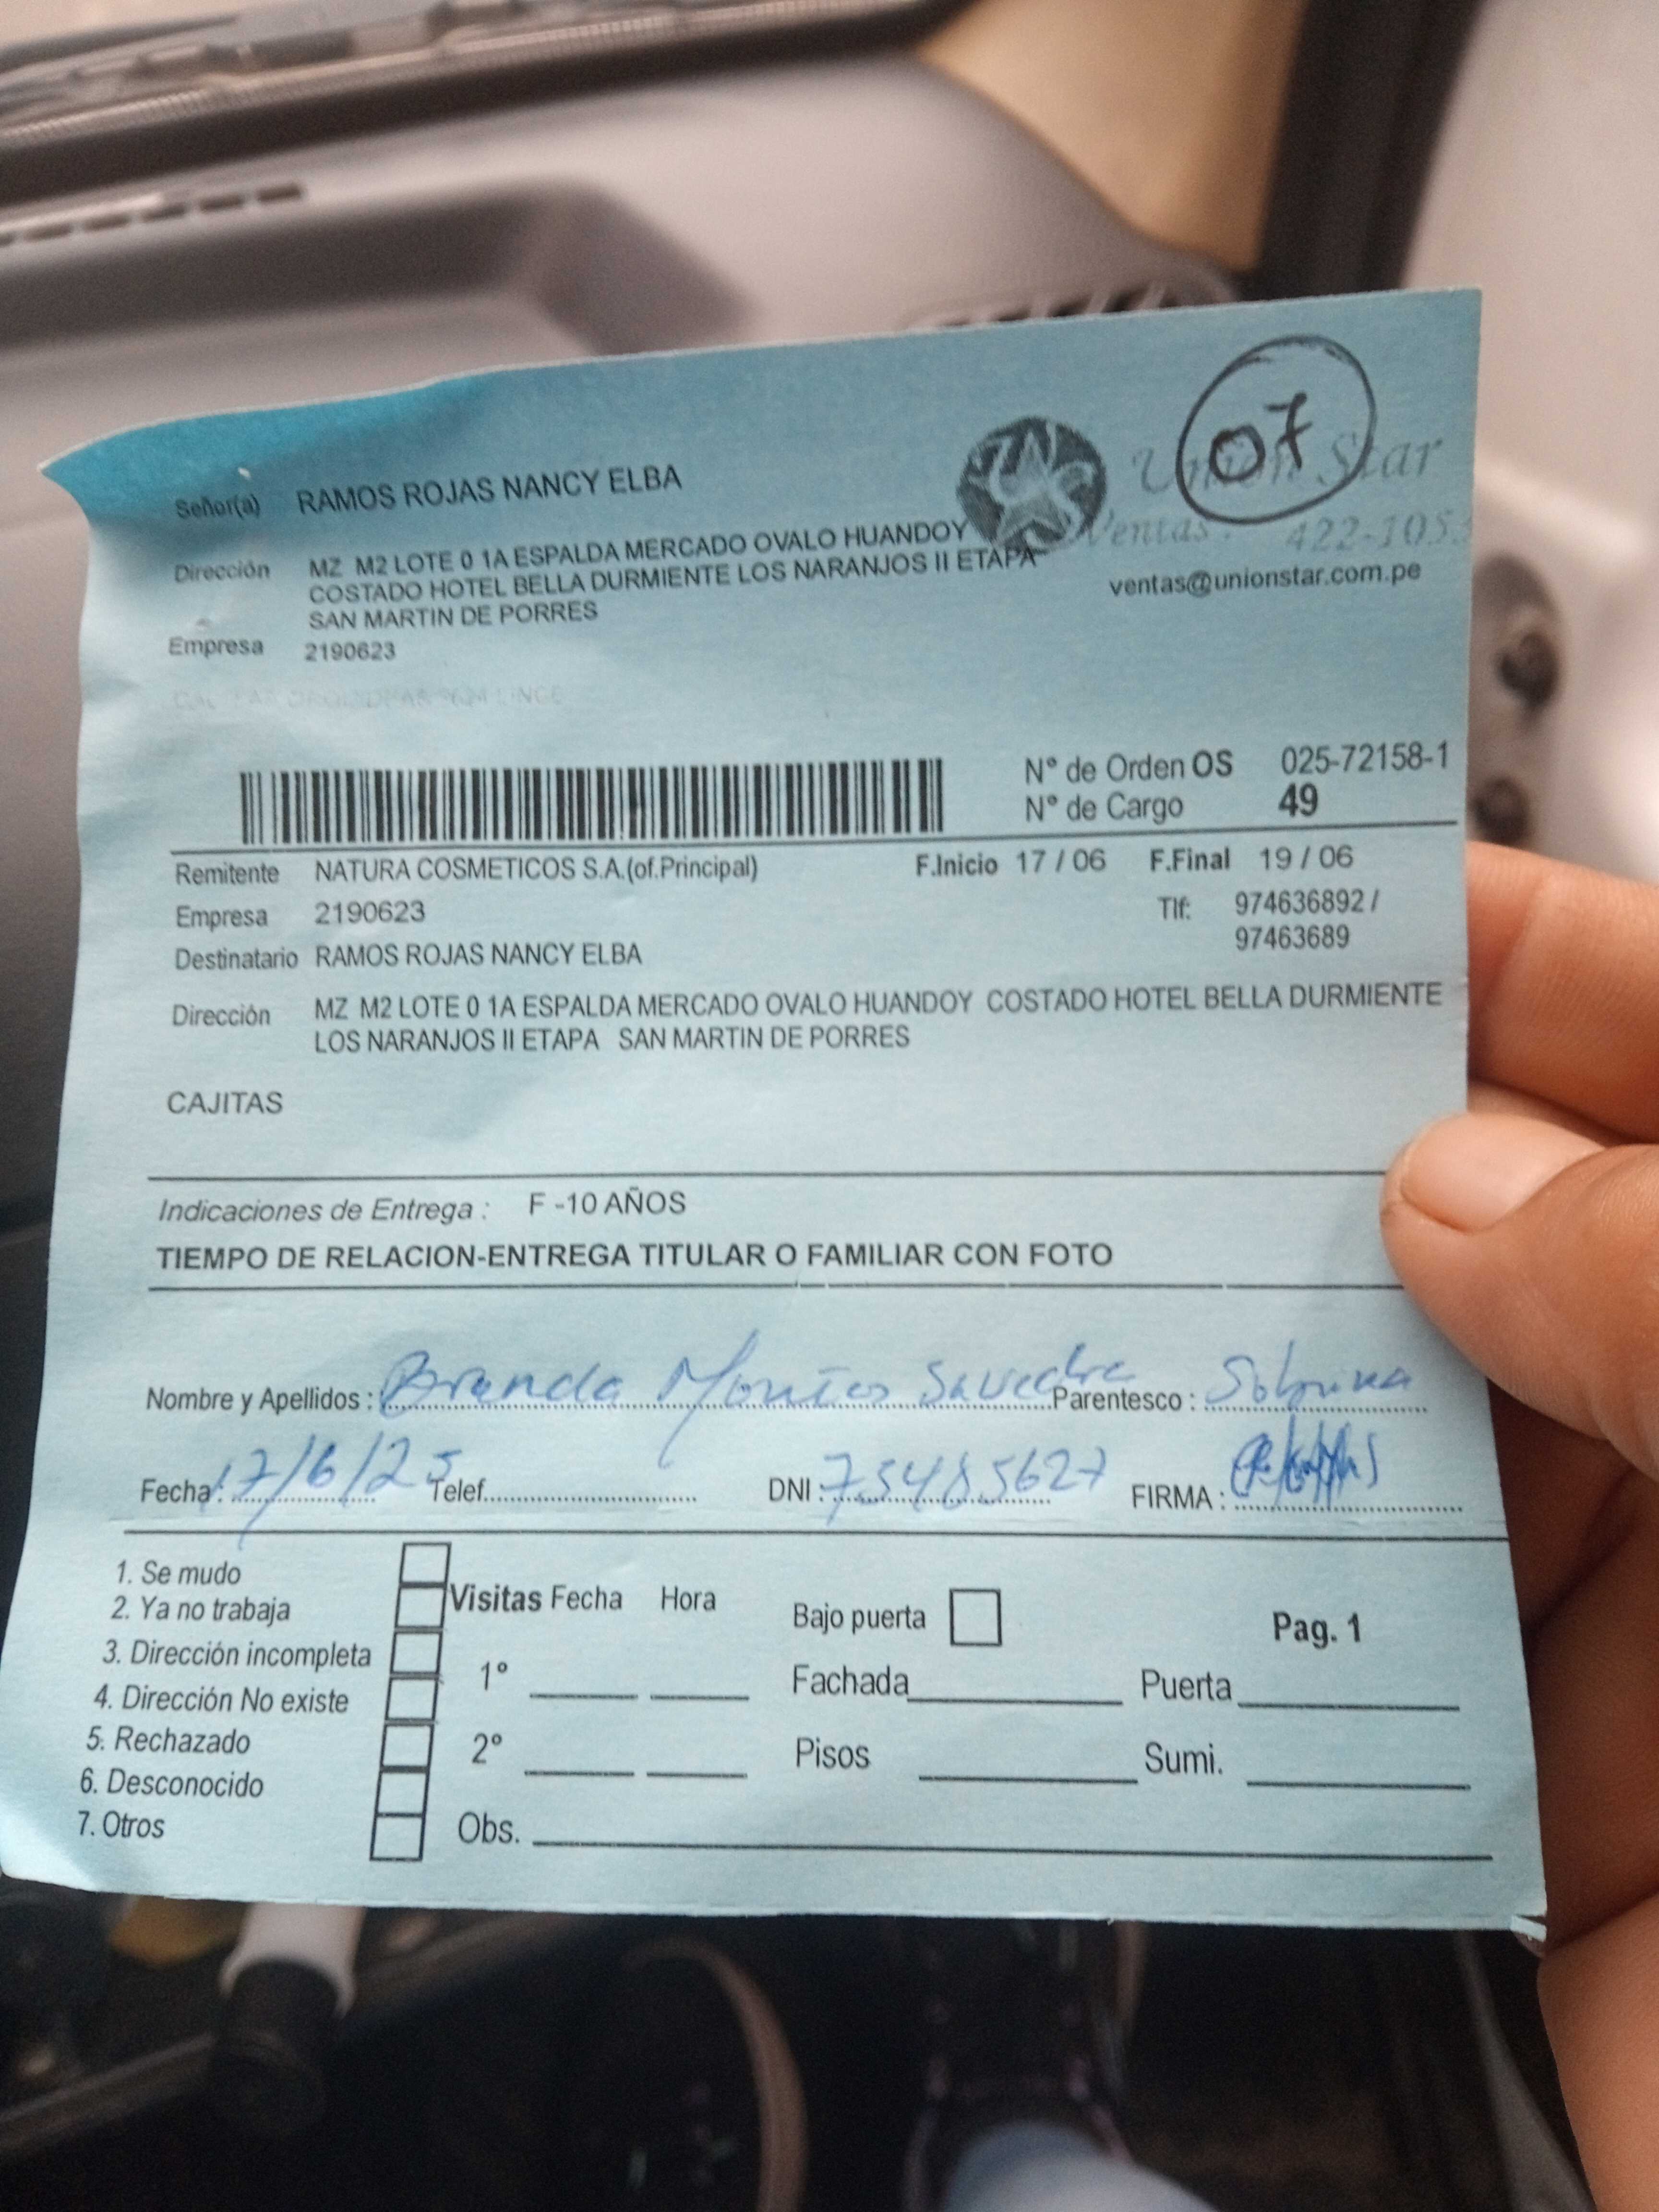 07
Señor(a) RAMOS ROJAS NANCY ELBA
Union Star
Ventas: 422-1053
Dirección MZ M2 LOTE 0 1A ESPALDA MERCADO OVALO HUANDOY
COSTADO HOTEL BELLA DURMIENTE LOS NARANJOS II ETAPA
SAN MARTIN DE PORRES
ventas@unionstar.com.pe
Empresa 2190623
N° de Orden OS 025-72158-1
N° de Cargo 49
Remitente NATURA COSMETICOS S.A.(of.Principal) F.Inicio 17 / 06 F.Final 19 / 06
Empresa 2190623 Tlf: 974636892 /
97463689
Destinatario RAMOS ROJAS NANCY ELBA
Dirección MZ M2 LOTE 0 1A ESPALDA MERCADO OVALO HUANDOY COSTADO HOTEL BELLA DURMIENTE
LOS NARANJOS II ETAPA SAN MARTIN DE PORRES
CAJITAS
Indicaciones de Entrega : F -10 AÑOS
TIEMPO DE RELACION-ENTREGA TITULAR O FAMILIAR CON FOTO
Nombre y Apellidos : Brenda Savedra Parentesco : Sobrina
Fecha : 17/6/25 Telef. DNI : 75485627 FIRMA :
1. Se mudo
2. Ya no trabaja
3. Dirección incompleta
4. Dirección No existe
5. Rechazado
6. Desconocido
7. Otros
Visitas Fecha Hora
1°
2°
Obs.
Bajo puerta
Pag. 1
Fachada Puerta
Pisos Sumi.